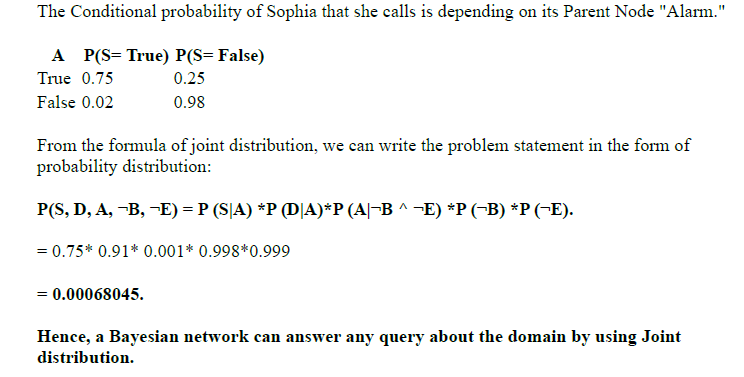 The Conditional probability of Sophia that she calls is depending on its Parent Node "Alarm."
A P(S= True) P(S= False)
True 0.75 0.25
False 0.02 0.98
From the formula of joint distribution, we can write the problem statement in the form of
probability distribution:
P(S, D, A, ¬B, ¬E) = P (S|A) *P (D|A)*P (A|¬B ^ ¬E) *P (¬B) *P (¬E).
= 0.75* 0.91* 0.001* 0.998*0.999
= 0.00068045.
Hence, a Bayesian network can answer any query about the domain by using Joint
distribution.